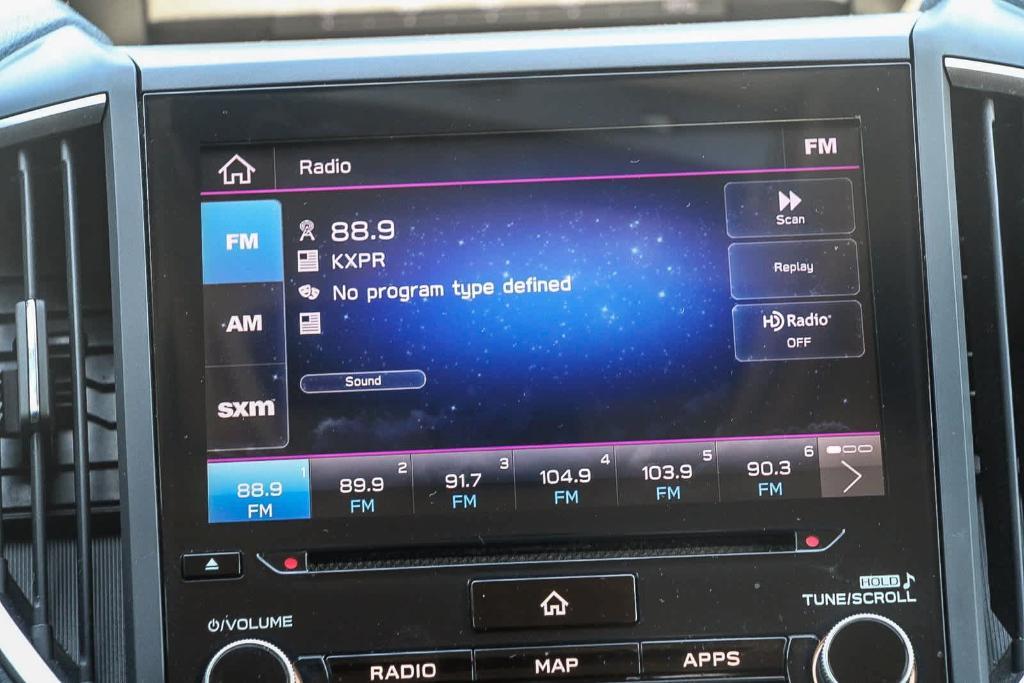 Radio
FM
FM
AM
sxm
88.9
KXPR
No program type defined
Sound
Scan
Replay
HD Radio
OFF
1
88.9
FM
2
89.9
FM
3
91.7
FM
4
104.9
FM
5
103.9
FM
6
90.3
FM
HOLD
TUNE/SCROLL
/VOLUME
RADIO
MAP
APPS